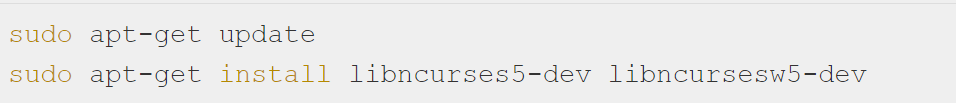 sudo apt-get update
sudo apt-get install libncurses5-dev libncursesw5-dev